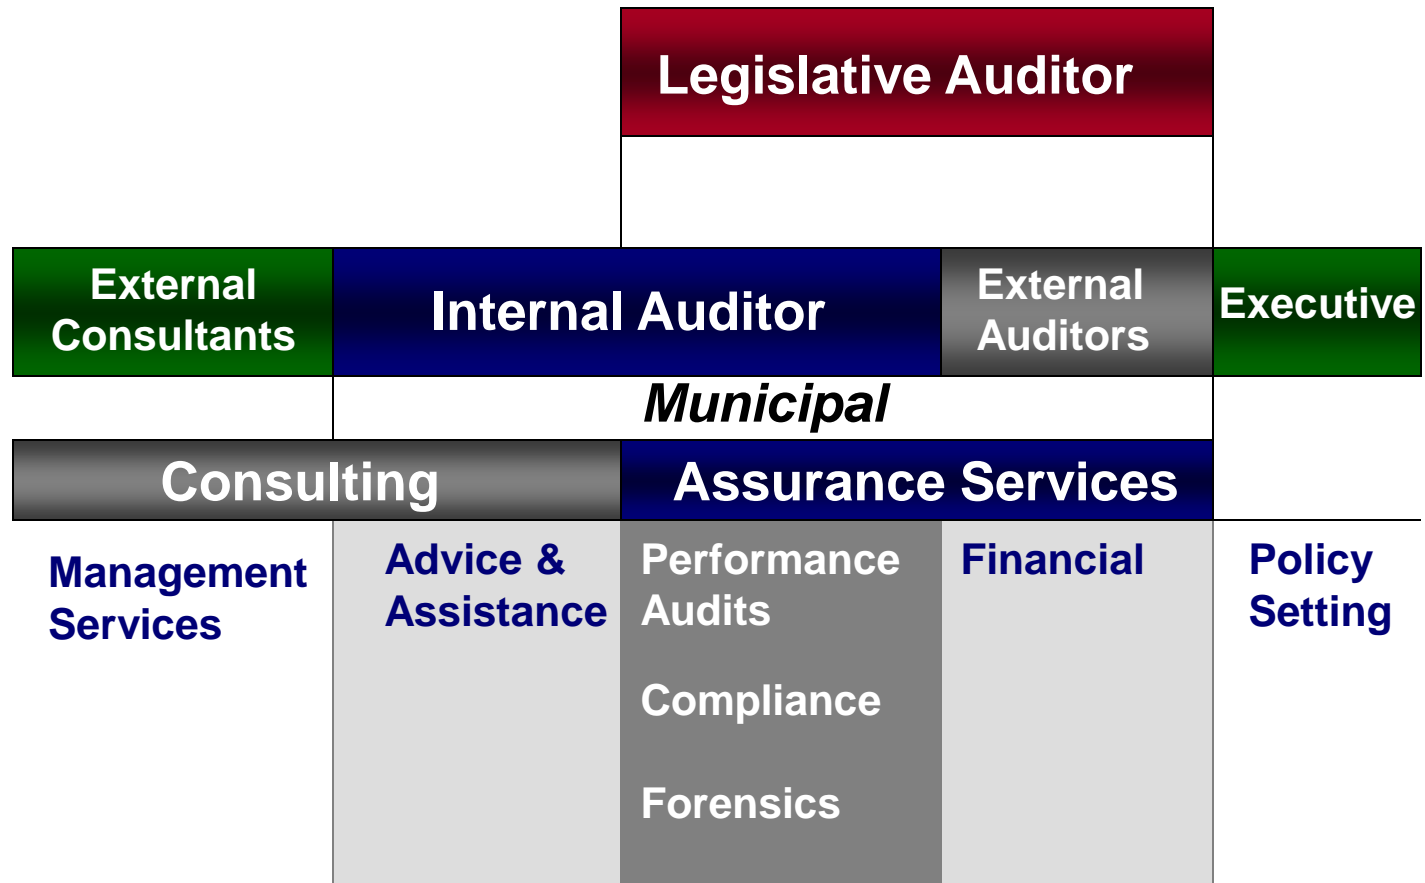 Legislative Auditor
External
Consultants
Internal Auditor
External
Auditors
Executive
Municipal
Consulting
Assurance Services
Management
Services
Advice &
Assistance
Performance
Audits
Compliance
Forensics
Financial
Policy
Setting